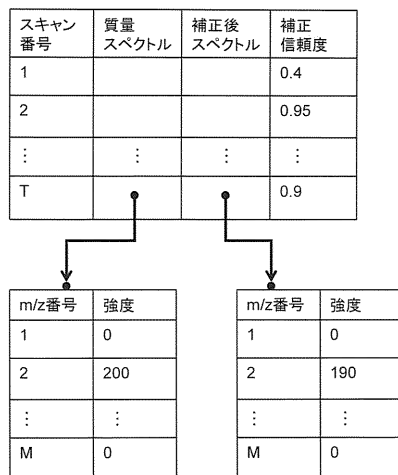 スキャン 質量 補正後 補正
番号 スペクトル スペクトル 信頼度
1 0.4
2 0.95
⋮ ⋮ ⋮ ⋮
T 0.9
m/z番号 強度 m/z番号 強度
1 0 1 0
2 200 2 190
⋮ ⋮ ⋮ ⋮
M 0 M 0